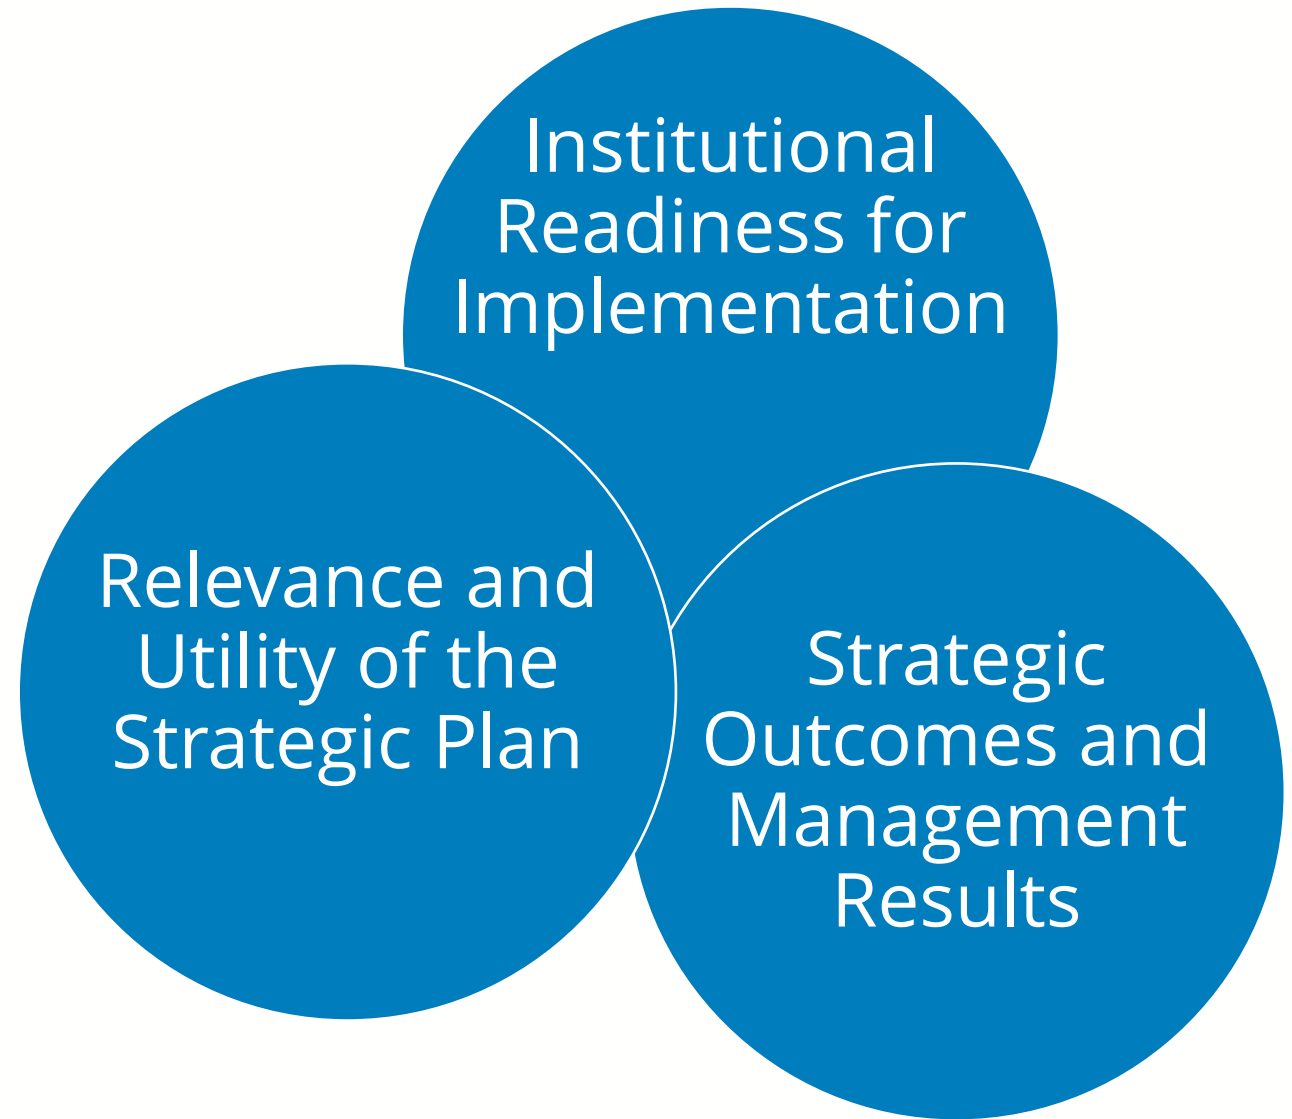 Institutional
Readiness for
Implementation
Relevance and
Utility of the
Strategic Plan
Strategic
Outcomes and
Management
Results